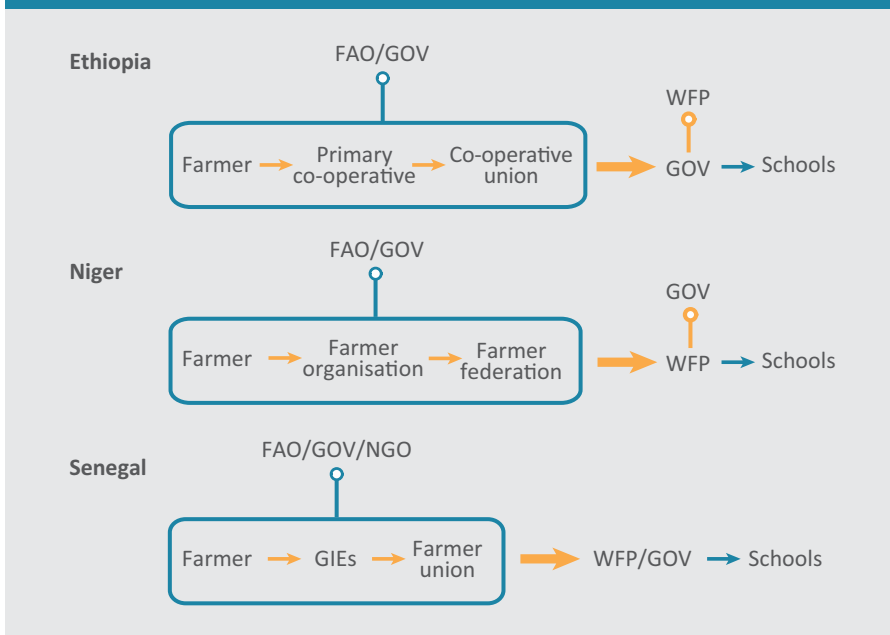 Ethiopia
FAO/GOV
WFP
Farmer
Primary
co-operative
Co-operative
union
GOV
Schools
Niger
FAO/GOV
GOV
Farmer
Farmer
organisation
Farmer
federation
WFP
Schools
Senegal
FAO/GOV/NGO
Farmer
GIEs
Farmer
union
WFP/GOV
Schools